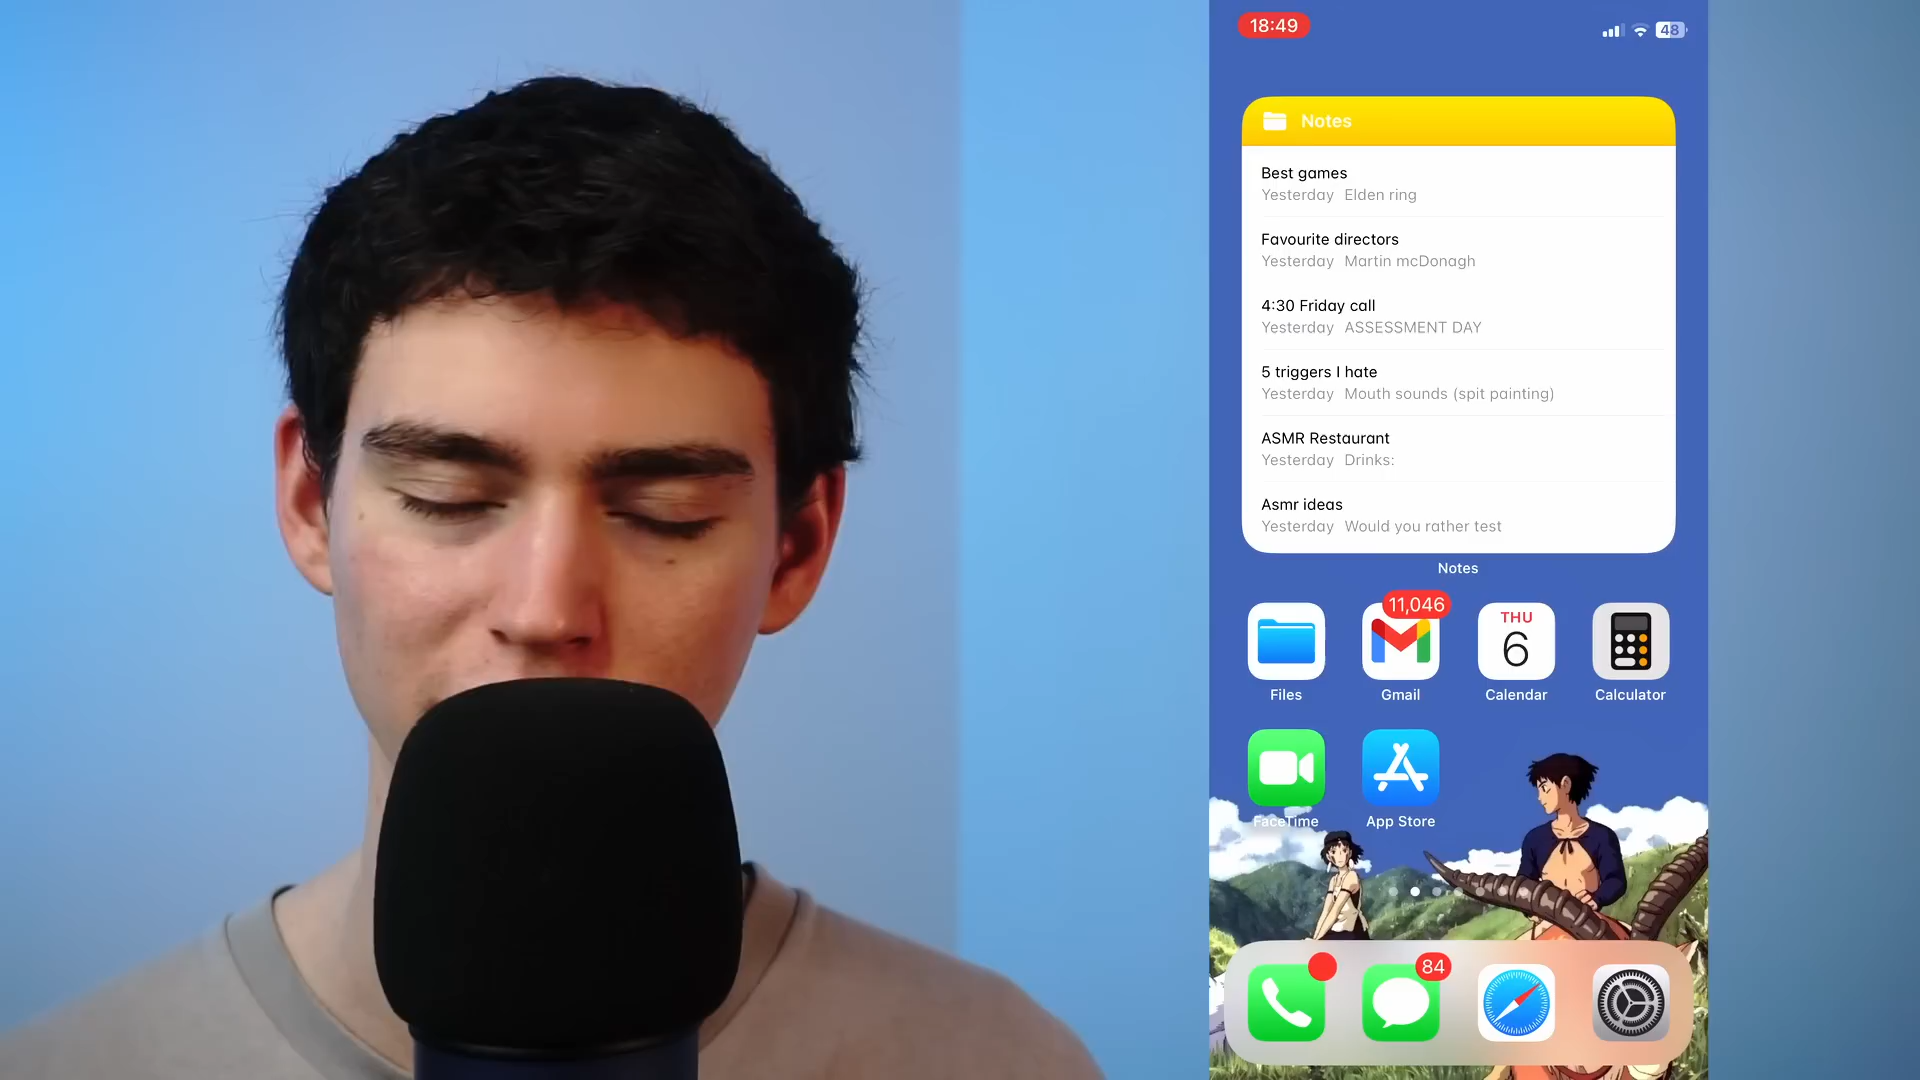 18:49
48
Notes
Best games
Yesterday Elden ring
Favourite directors
Yesterday Martin mcDonagh
4:30 Friday call
Yesterday ASSESSMENT DAY
5 triggers I hate
Yesterday Mouth sounds (spit painting)
ASMR Restaurant
Yesterday Drinks:
Asmr ideas
Yesterday Would you rather test
Notes
11,046
THU
6
Files
Gmail
Calendar
Calculator
FaceTime
App Store
84